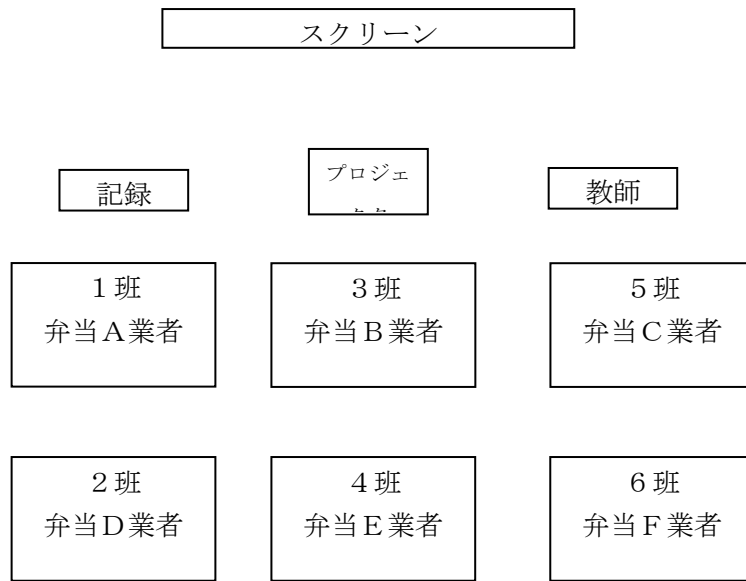 スクリーン
記録
プロジェ
教師
1班
弁当A業者
3班
弁当B業者
5班
弁当C業者
2班
弁当D業者
4班
弁当E業者
6班
弁当F業者